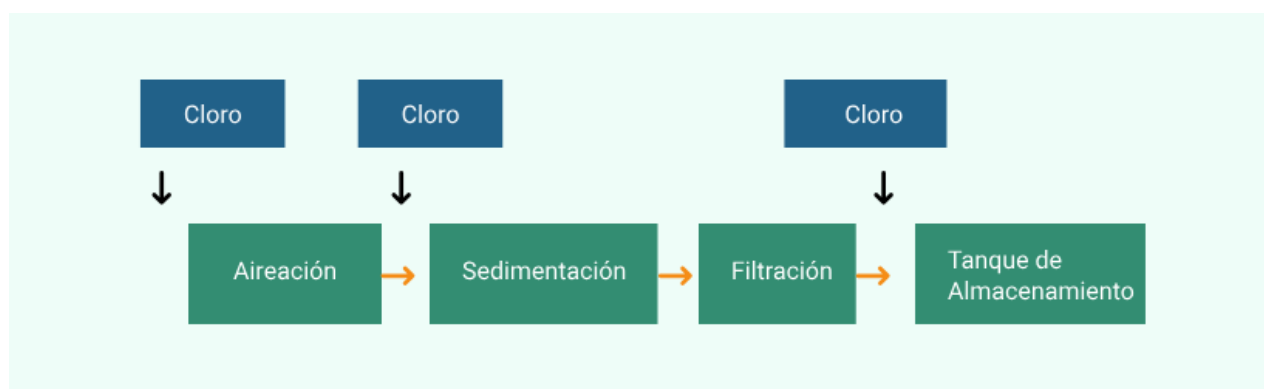 Cloro
Cloro
Cloro
Aireación
Sedimentación
Filtración
Tanque de
Almacenamiento